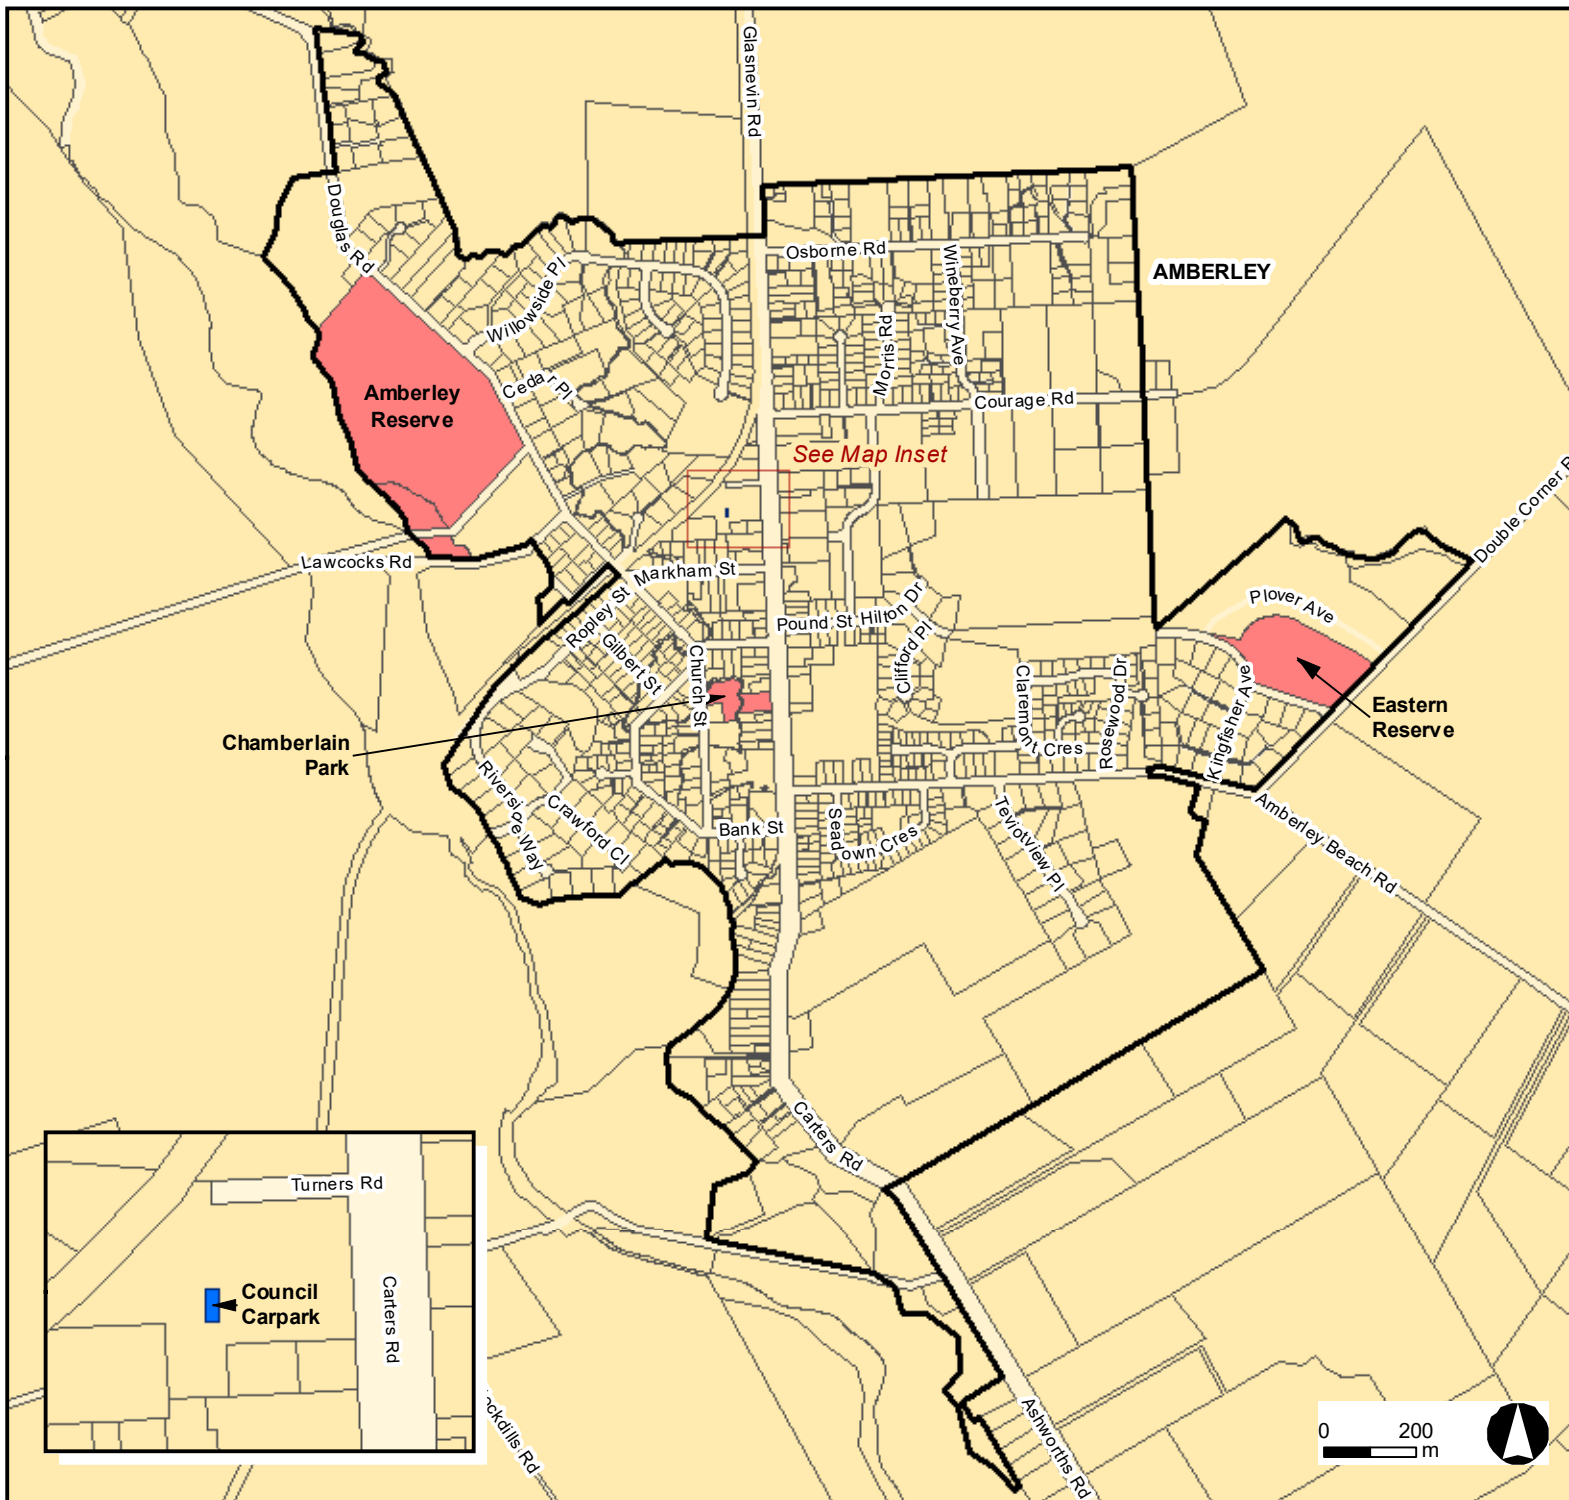 Glasnevin Rd
Douglas Rd
Osborne Rd
Wineberry Ave
AMBERLEY
Willowside Pl
Morris Rd
Cedar Pl
Amberley
Reserve
Courage Rd
See Map Inset
Double Corner
Lawcocks Rd
Markham St
Ropley St
Pound St
Hilton Dr
Plover Ave
Gilbert St
Church St
Clifford Pl
Claremont Cres
Rosewood Dr
Kingfisher Ave
Eastern
Reserve
Chamberlain
Park
Riverside Way
Crawford Cl
Bank St
Seadown Cres
Teviotview Pl
Amberley Beach Rd
Carters Rd
Turners Rd
Council
Carpark
Carters Rd
Ashworths Rd
0 200
m